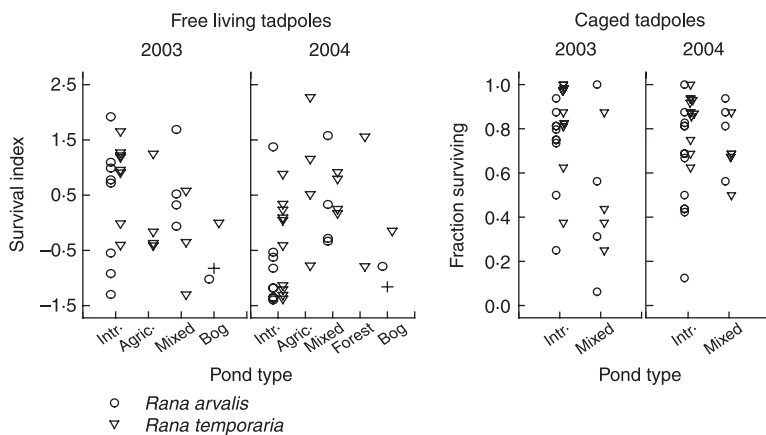 Free living tadpoles
Caged tadpoles
2003
2004
2003
2004
Survival index
2·5
1·5
0·5
−0·5
−1·5
Intr.
Agric.
Mixed
Bog
Intr.
Agric.
Mixed
Forest
Bog
Pond type
Fraction surviving
1·0
0·8
0·6
0·4
0·2
0·0
Intr.
Mixed
Intr.
Mixed
Pond type
Rana arvalis
Rana temporaria